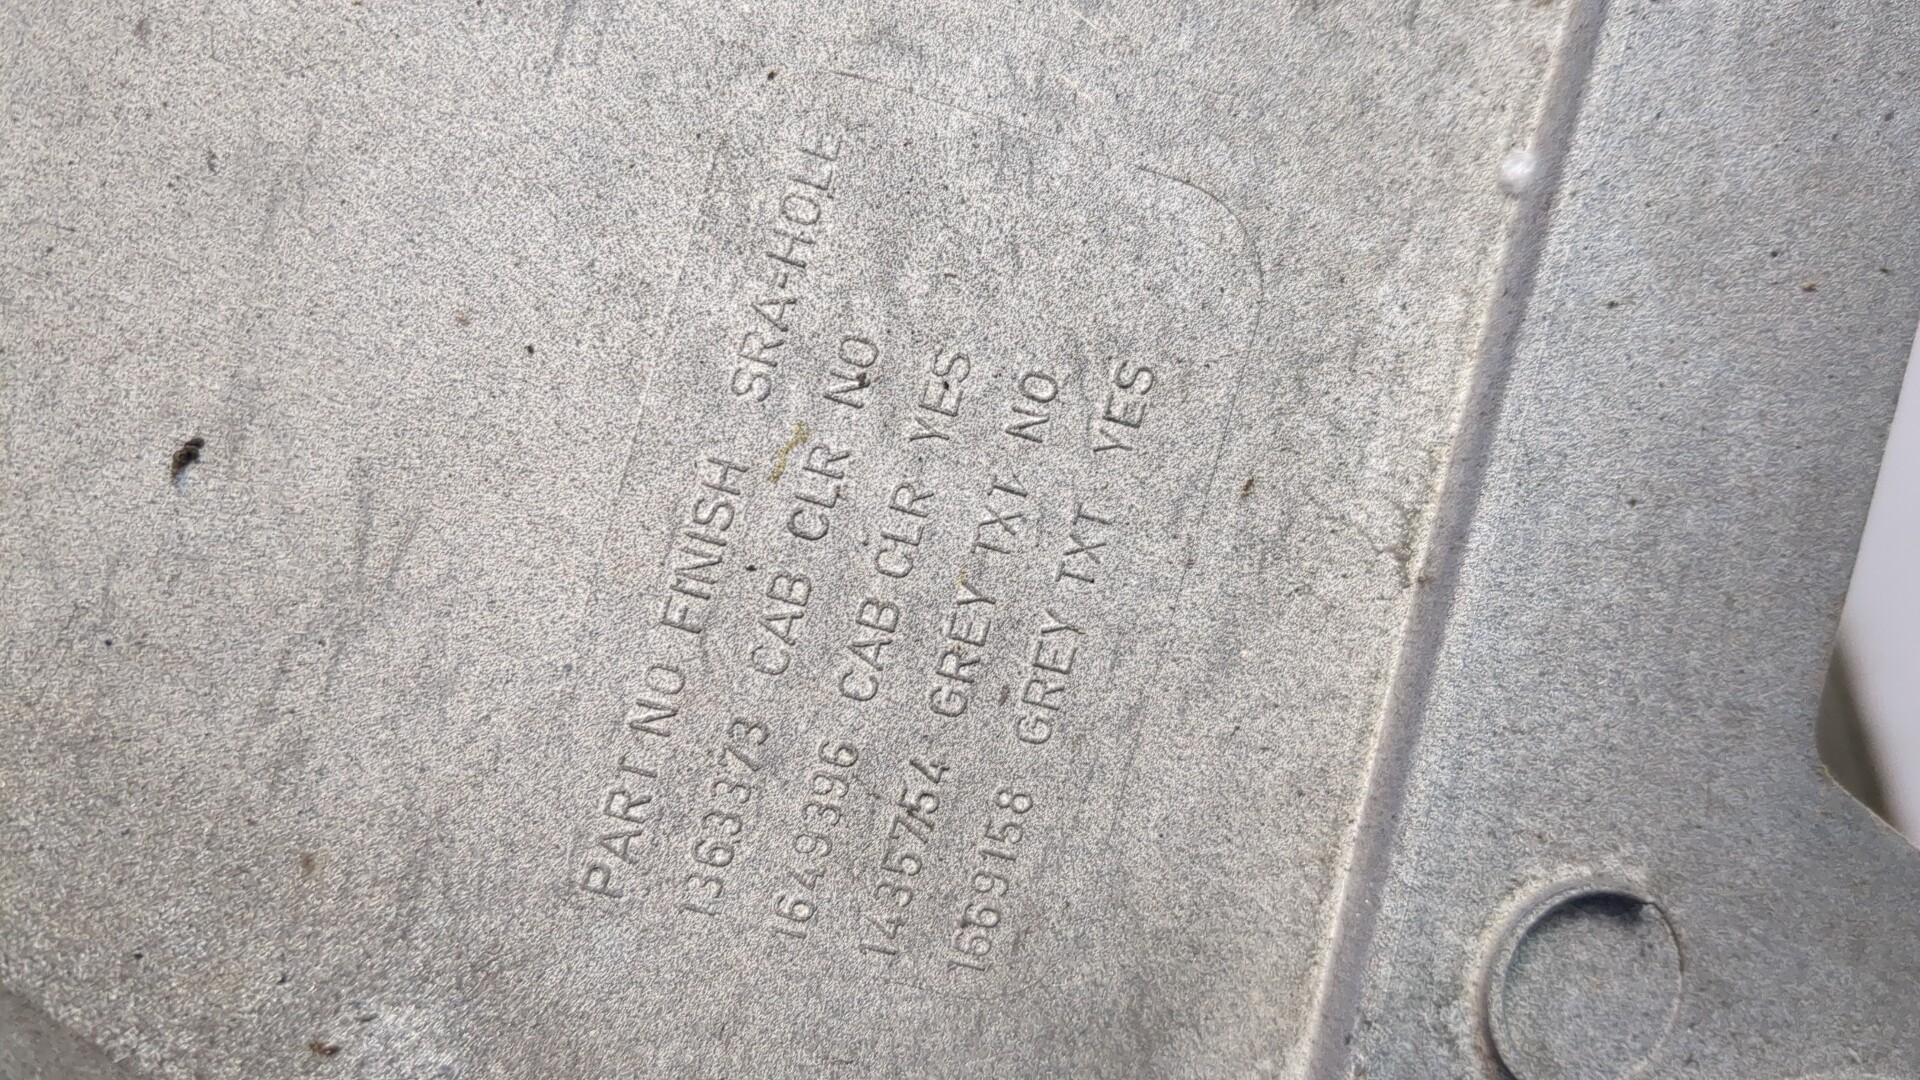 PART NO FINISH SRA-HOLE
1363373 CAB CLR NO
1649396 CAB CLR YES
1435754 GREY TXT NO
1669158 GREY TXT YES